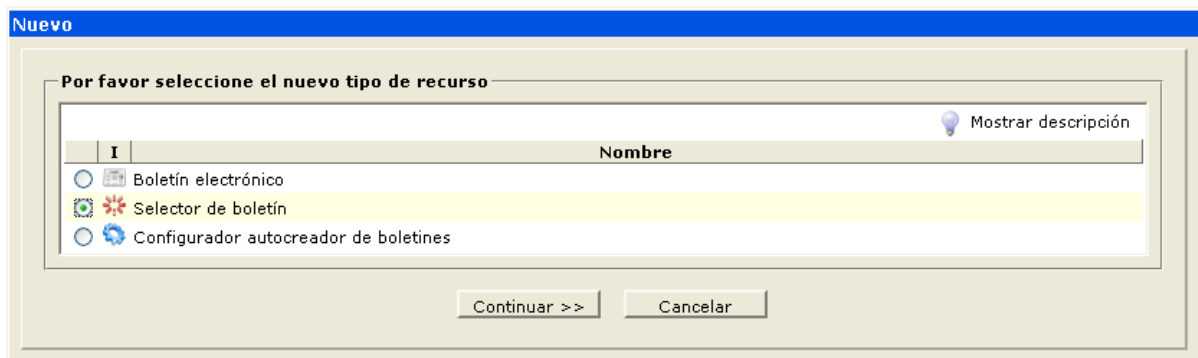 Nuevo
Por favor seleccione el nuevo tipo de recurso
Mostrar descripción
I Nombre
Boletín electrónico
Selector de boletín
Configurador autocreador de boletines
Continuar >> Cancelar